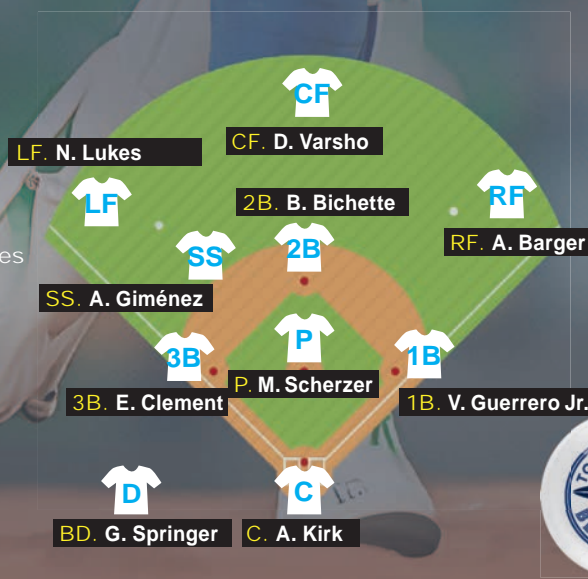 CF
CF. D. Varsho
LF. N. Lukes
LF
2B. B. Bichette
2B
RF
RF. A. Barger
es
SS
SS. A. Giménez
P
P. M. Scherzer
3B
3B. E. Clement
1B
1B. V. Guerrero Jr.
D
BD. G. Springer
C
C. A. Kirk
TO